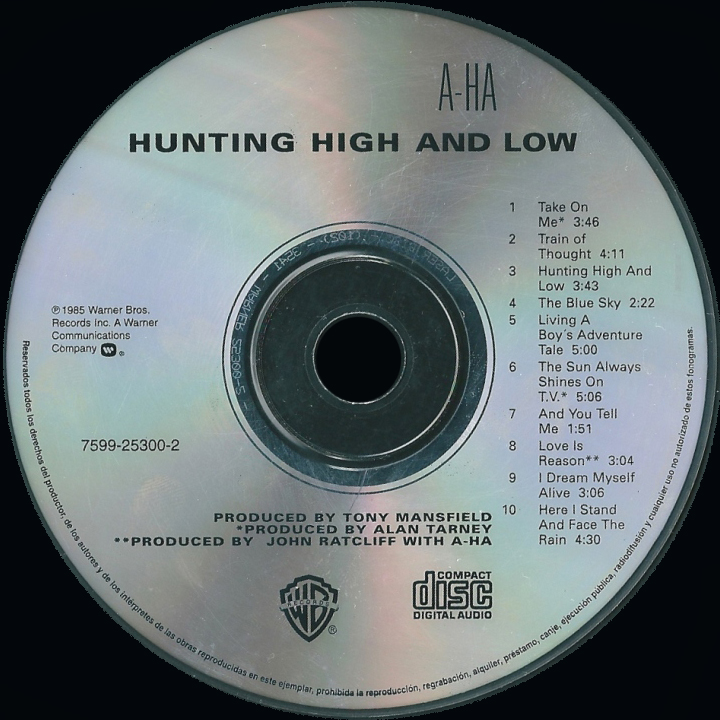 A-HA
HUNTING HIGH AND LOW
1 Take On
Me* 3:46
2 Train of
Thought 4:11
3 Hunting High And
Low 3:43
4 The Blue Sky 2:22
5 Living A
Boy´s Adventure
Tale 5:00
6 The Sun Always
Shines On
T.V.* 5:06
7 And You Tell
Me 1:51
8 Love Is
Reason** 3:04
9 I Dream Myself
Alive 3:06
10 Here I Stand
And Face The
Rain 4:30
℗ 1985 Warner Bros.
Records Inc. A Warner
Communications
Company ®
7599-25300-2
PRODUCED BY TONY MANSFIELD
*PRODUCED BY ALAN TARNEY
**PRODUCED BY JOHN RATCLIFF WITH A-HA
WB RECORDS ®
COMPACT
disc
DIGITAL AUDIO
Reservados todos los derechos del productor, de los autores y de los intérpretes de las obras reproducidas en este ejemplar, prohibida la reproducción, regrabación, alquiler, préstamo, canje, ejecución pública, radiodifusión y cualquier uso no autorizado de estos fonogramas.
WARNER 25300-2